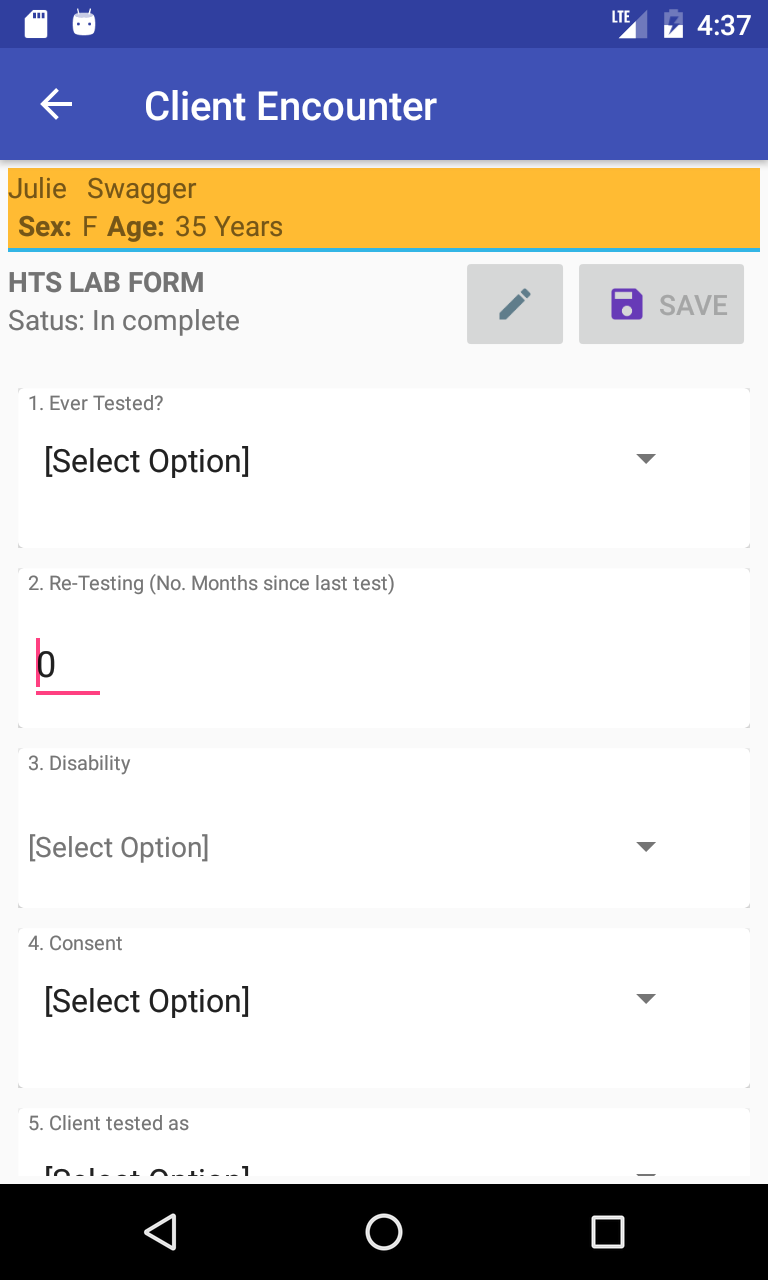 LTE 4:37
Client Encounter
Julie Swagger
Sex: F Age: 35 Years
HTS LAB FORM
Satus: In complete
SAVE
1. Ever Tested?
[Select Option]
2. Re-Testing (No. Months since last test)
0
3. Disability
[Select Option]
4. Consent
[Select Option]
5. Client tested as
[Select Option]